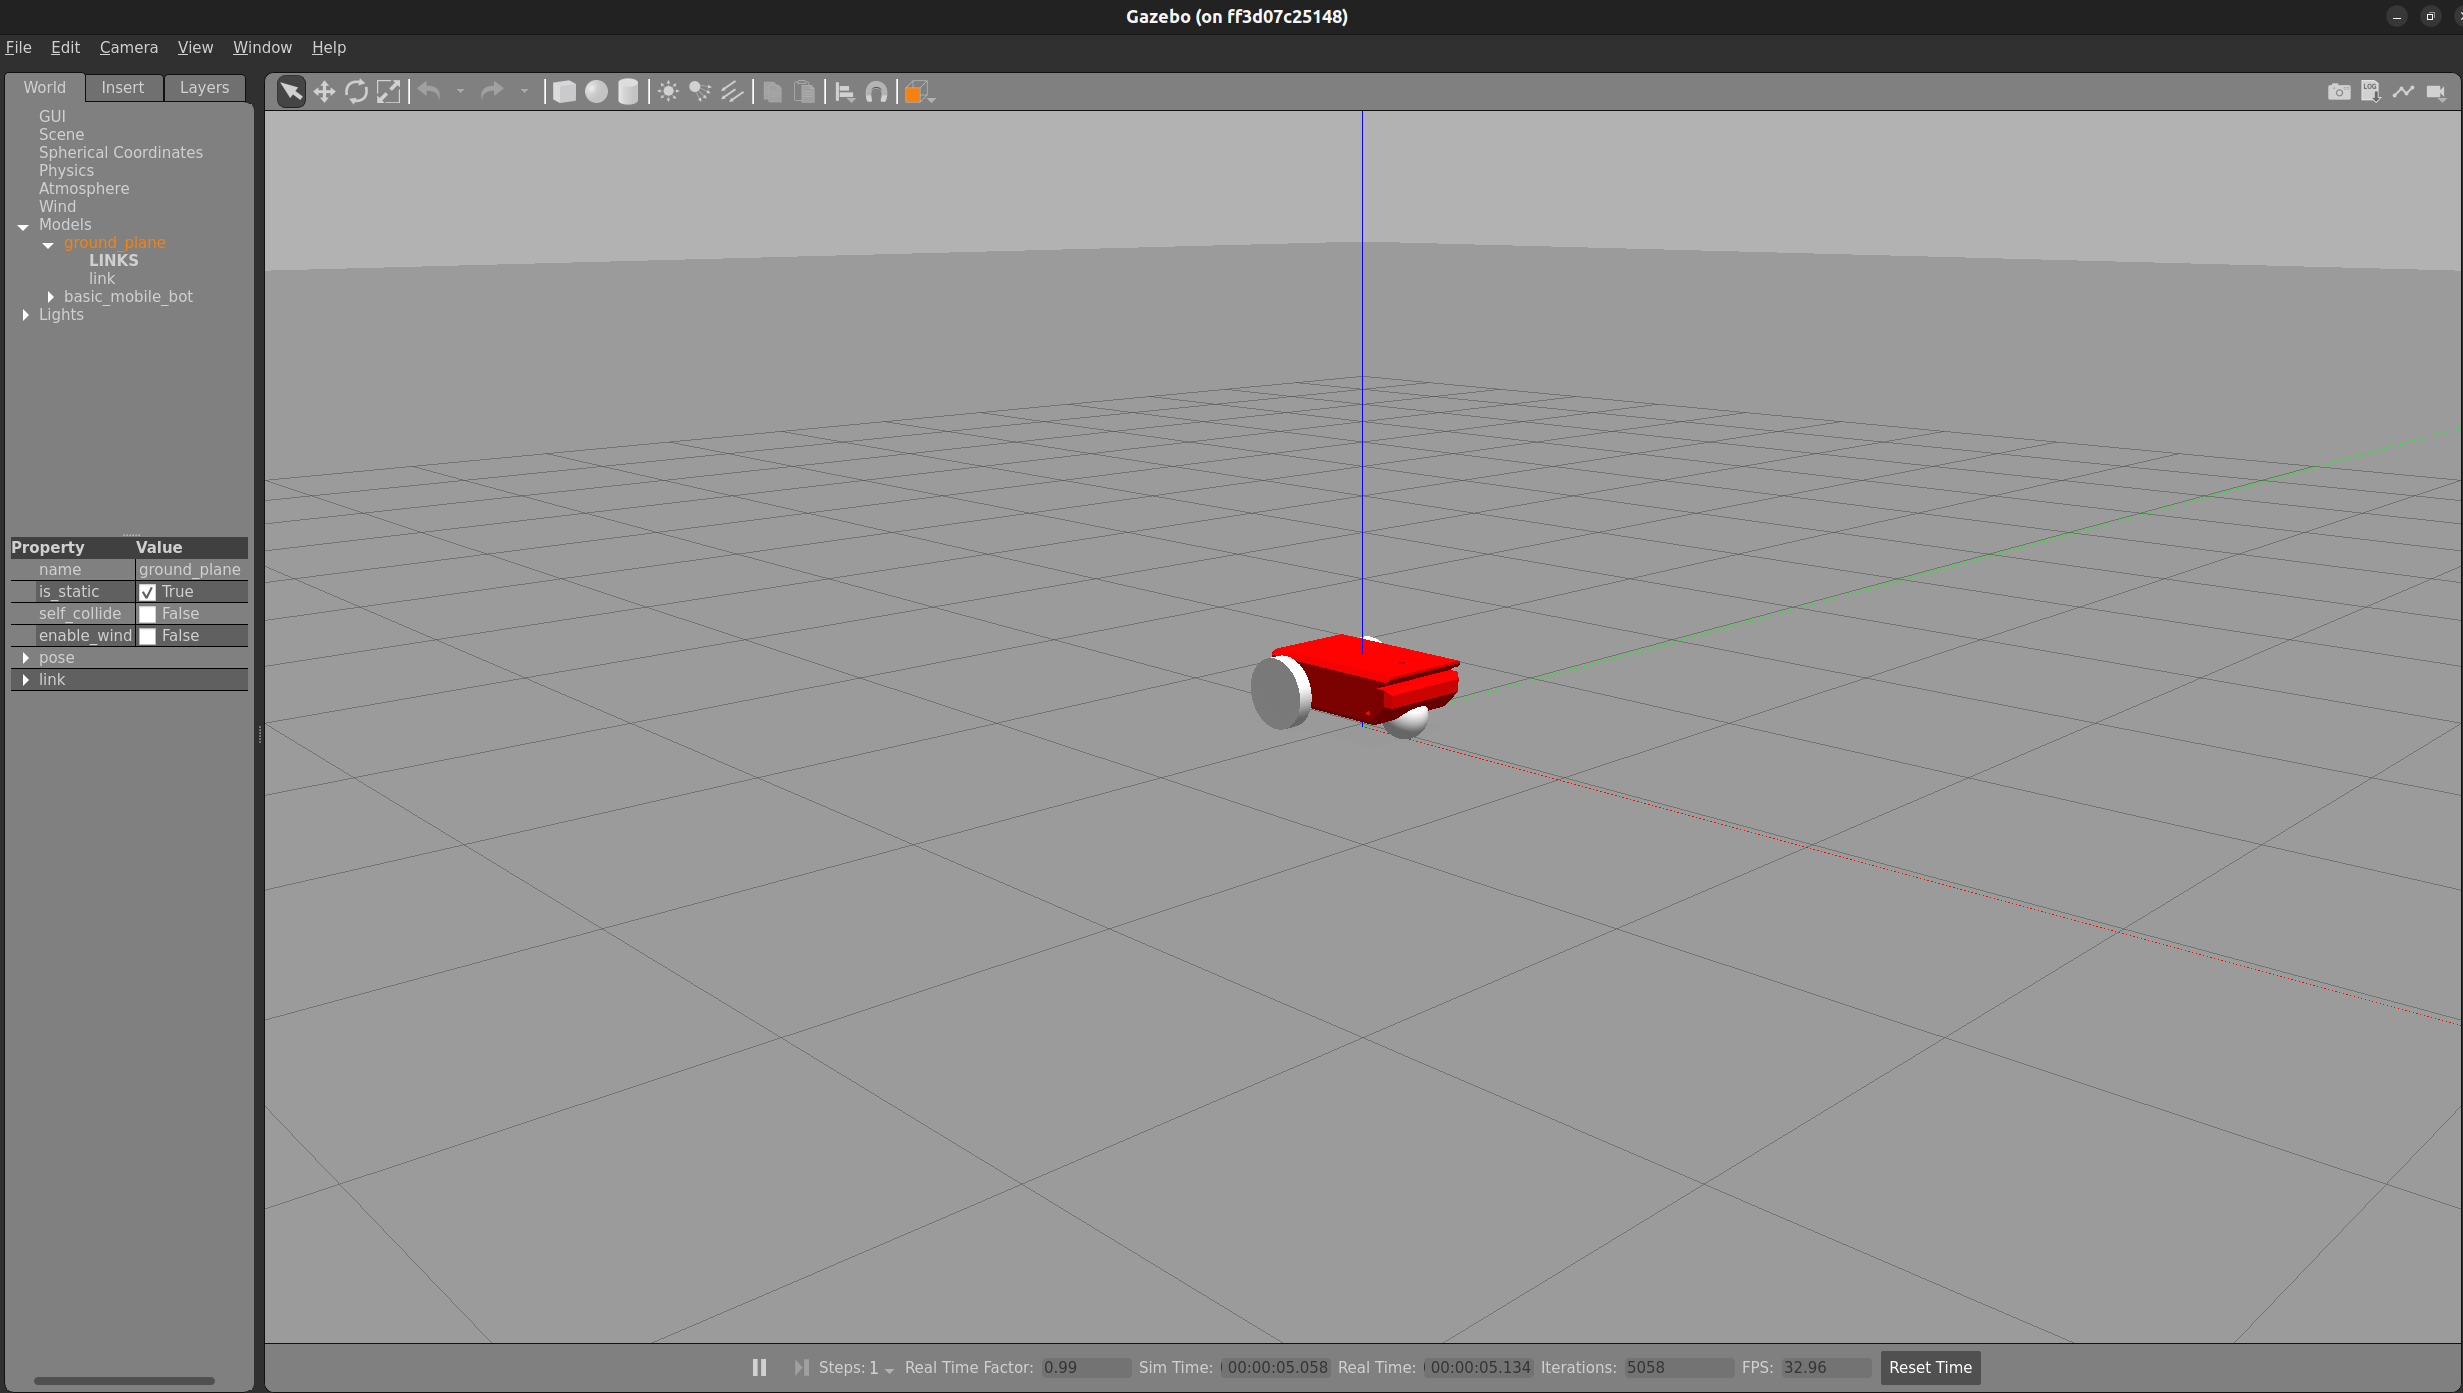 Gazebo (on ff3d07c25148)
File Edit Camera View Window Help
World Insert Layers
LOG
GUI
Scene
Spherical Coordinates
Physics
Atmosphere
Wind
Models
ground_plane
LINKS
link
basic_mobile_bot
Lights
Property Value
name ground_plane
is_static True
self_collide False
enable_wind False
pose
link
Steps: 1 Real Time Factor: 0.99 Sim Time: 00:00:05.058 Real Time: 00:00:05.134 Iterations: 5058 FPS: 32.96 Reset Time